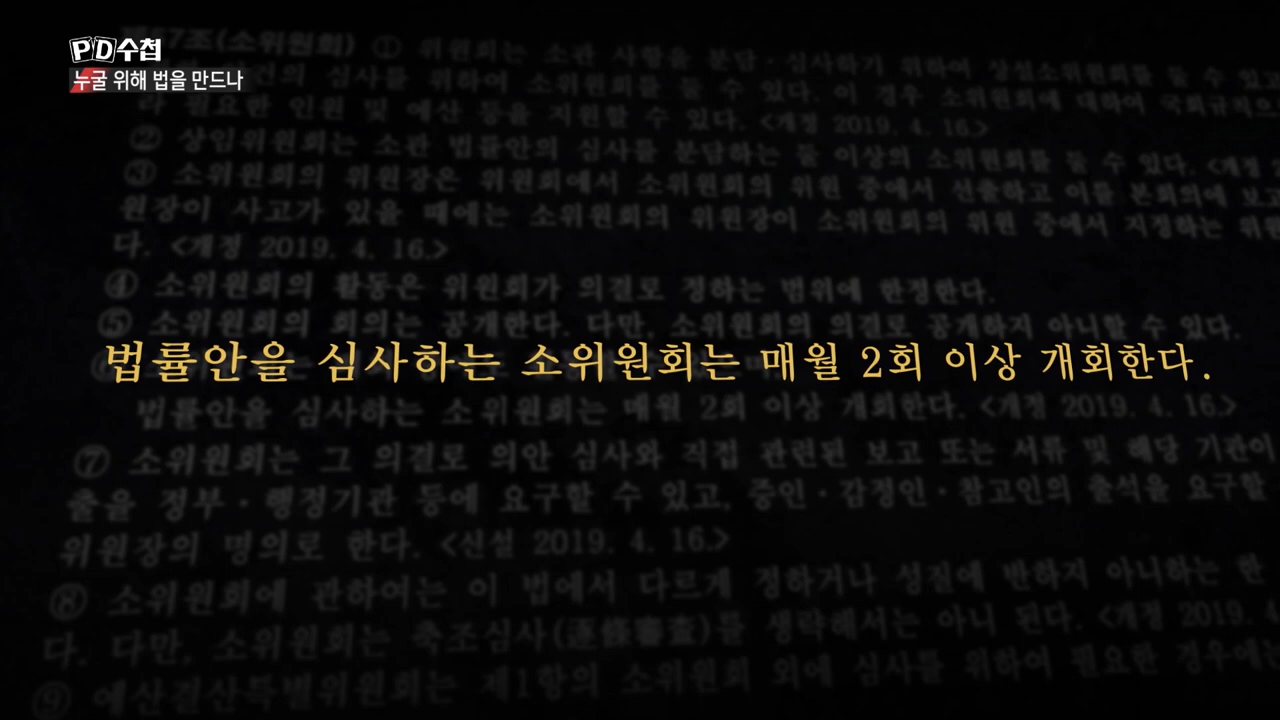 PD수첩
누굴 위해 법을 만드나
7조(소위원회) ① 위원회는 소관 사항을 분담·심사하기 위하여 상설소위원회를 둘 수 있고
건의 심사를 위하여 소위원회를 둘 수 있다. 이 경우 소위원회에 대하여 국회규칙으
라 필요한 인원 및 예산 등을 지원할 수 있다. <개정 2019. 4. 16.>
② 상임위원회는 소관 법률안의 심사를 분담하는 둘 이상의 소위원회를 둘 수 있다. <개정
③ 소위원회의 위원장은 위원회에서 소위원회의 위원 중에서 선출하고 이를 본회의에 보고
원장이 사고가 있을 때에는 소위원회의 위원장이 소위원회의 위원 중에서 지정하는 위원
다. <개정 2019. 4. 16.>
④ 소위원회의 활동은 위원회가 의결로 정하는 범위에 한정한다.
⑤ 소위원회의 회의는 공개한다. 다만, 소위원회의 의결로 공개하지 아니할 수 있다.
법률안을 심사하는 소위원회는 매월 2회 이상 개회한다.
법률안을 심사하는 소위원회는 매월 2회 이상 개회한다. <개정 2019. 4. 16.>
⑦ 소위원회는 그 의결로 의안 심사와 직접 관련된 보고 또는 서류 및 해당 기관이
출을 정부·행정기관 등에 요구할 수 있고, 증인·감정인·참고인의 출석을 요구할
위원장의 명의로 한다. <신설 2019. 4. 16.>
⑧ 소위원회에 관하여는 이 법에서 다르게 정하거나 성질에 반하지 아니하는 한
다. 다만, 소위원회는 축조심사(逐條審査)를 생략해서는 아니 된다. <개정 2019. 4
⑨ 예산결산특별위원회는 제1항의 소위원회 외에 심사를 위하여 필요한 경우에는